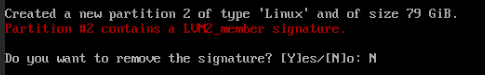 Created a new partition 2 of type 'Linux' and of size 79 GiB.
Partition #2 contains a LVM2_member signature.
Do you want to remove the signature? [Y]es/[N]o: N